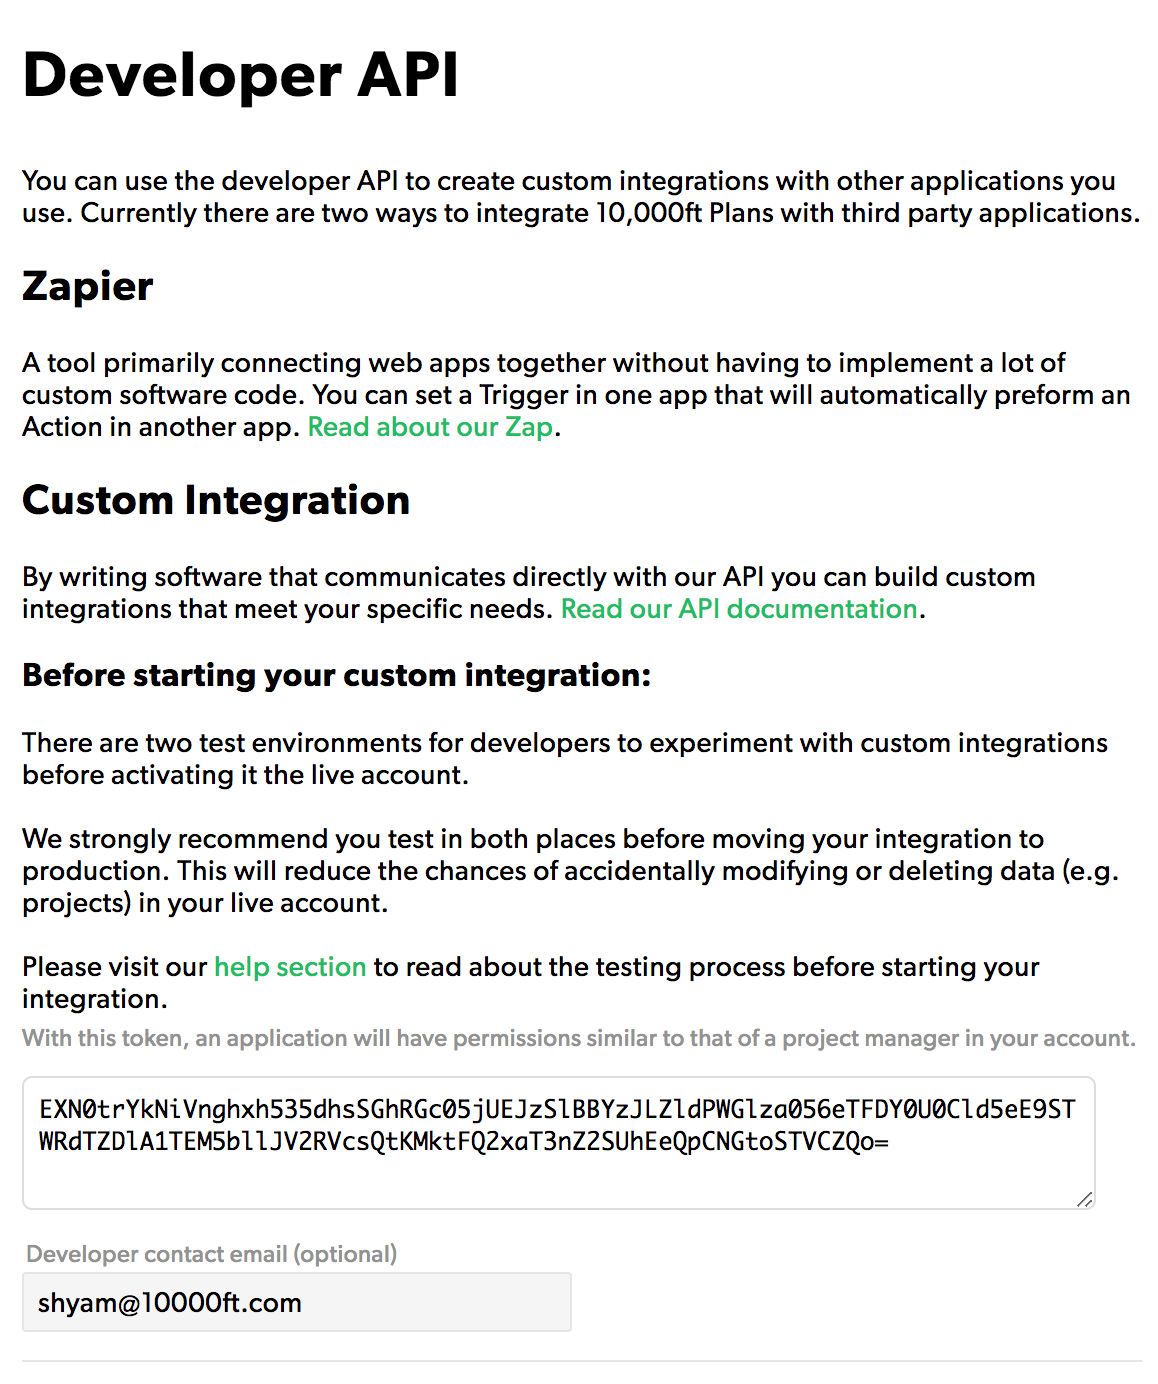 Developer API
You can use the developer API to create custom integrations with other applications you
use. Currently there are two ways to integrate 10,000ft Plans with third party applications.
Zapier
A tool primarily connecting web apps together without having to implement a lot of
custom software code. You can set a Trigger in one app that will automatically preform an
Action in another app. Read about our Zap.
Custom Integration
By writing software that communicates directly with our API you can build custom
integrations that meet your specific needs. Read our API documentation.
Before starting your custom integration:
There are two test environments for developers to experiment with custom integrations
before activating it the live account.
We strongly recommend you test in both places before moving your integration to
production. This will reduce the chances of accidentally modifying or deleting data (e.g.
projects) in your live account.
Please visit our help section to read about the testing process before starting your
integration.
With this token, an application will have permissions similar to that of a project manager in your account.
EXN0trYkNiVnghxh535dhsSGhRGc05jUEJzSlBBYzJLZldPWGlza056eTFDY0U0Cld5eE9ST
WRdTZDlA1TEM5bllJV2RVcsQtKMktFQ2xaT3nZ2SUhEeQpCNGtoSTVCZQo=
Developer contact email (optional)
shyam@10000ft.com